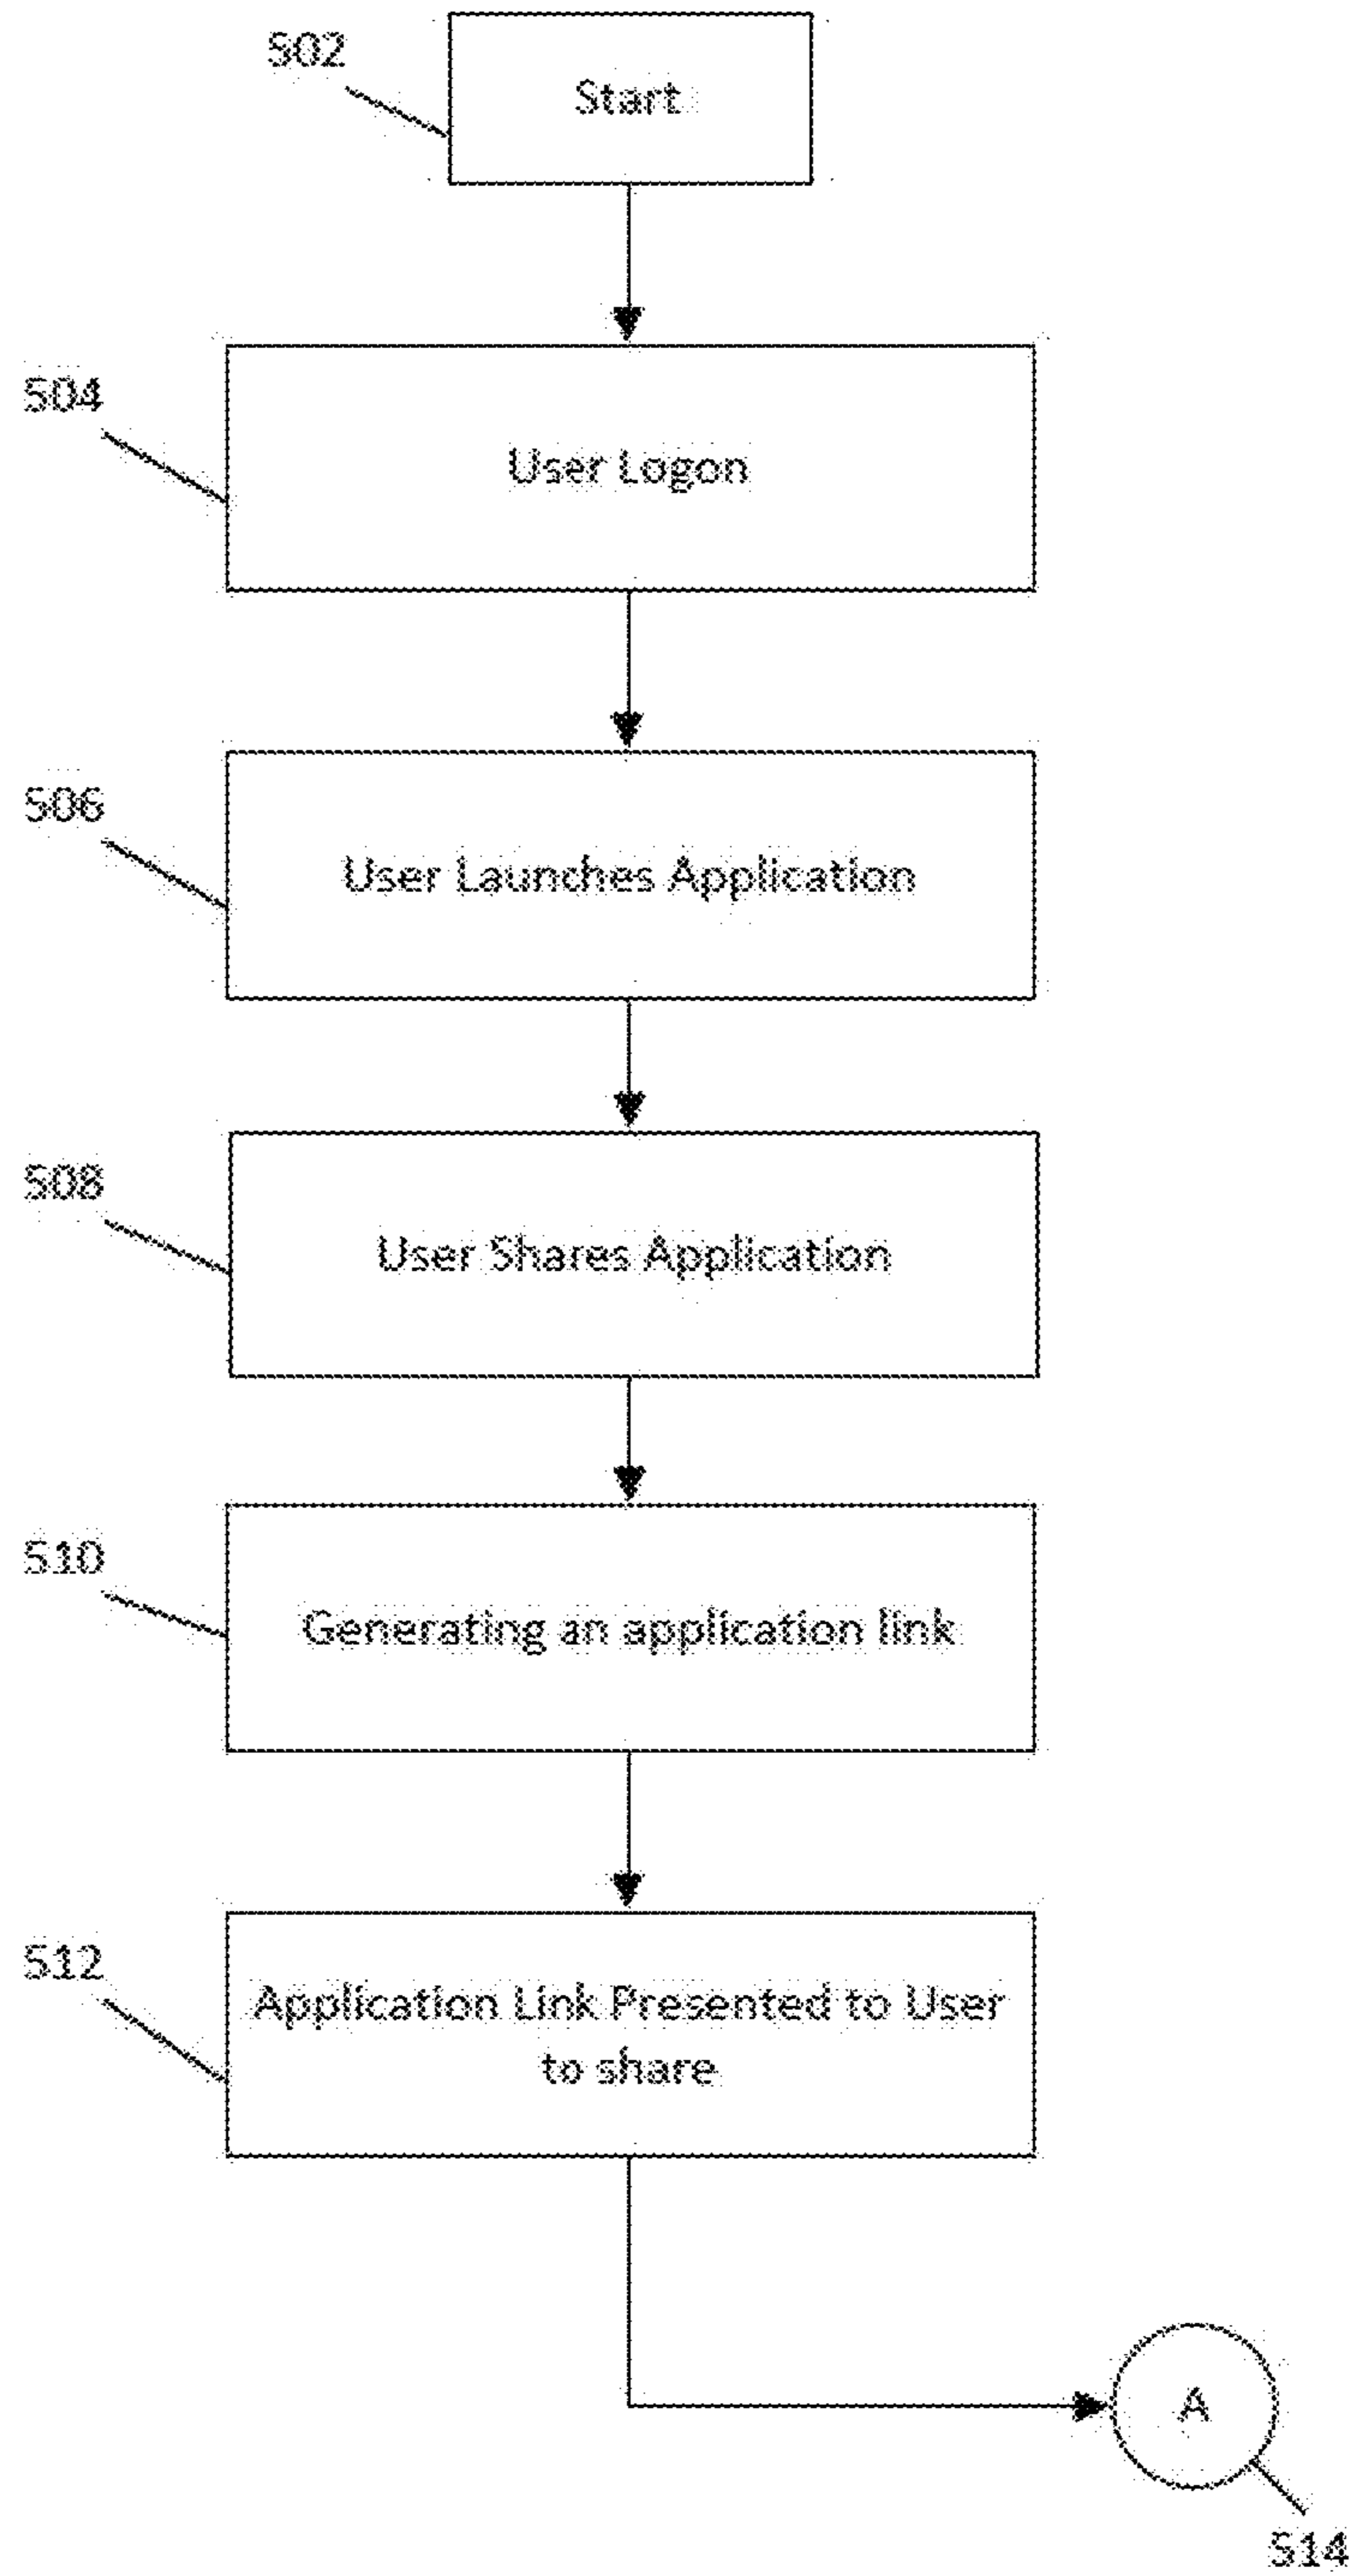 502
Start
504
User Logon
506
User Launches Application
508
User Shares Application
510
Generating an application link
512
Application Link Presented to User
to share
A
514